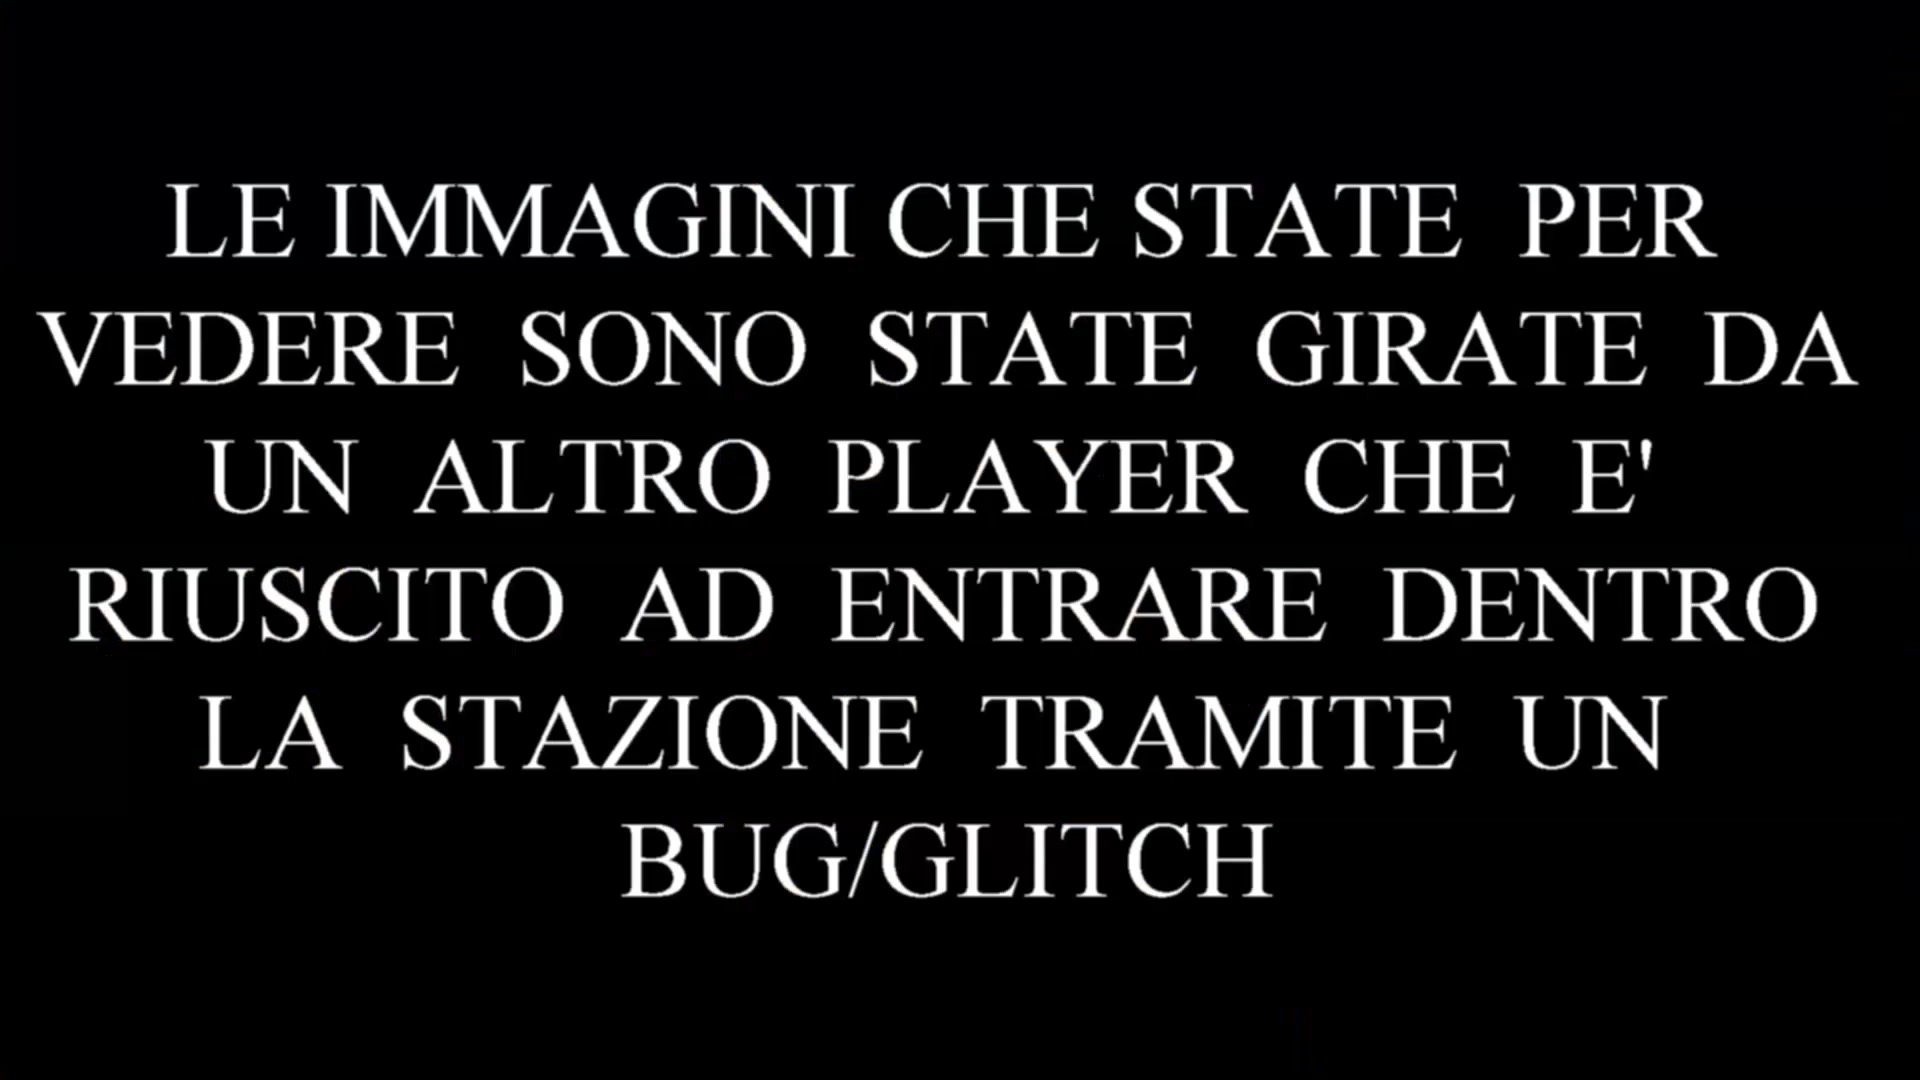 LE IMMAGINI CHE STATE PER
VEDERE SONO STATE GIRATE DA
UN ALTRO PLAYER CHE E'
RIUSCITO AD ENTRARE DENTRO
LA STAZIONE TRAMITE UN
BUG/GLITCH